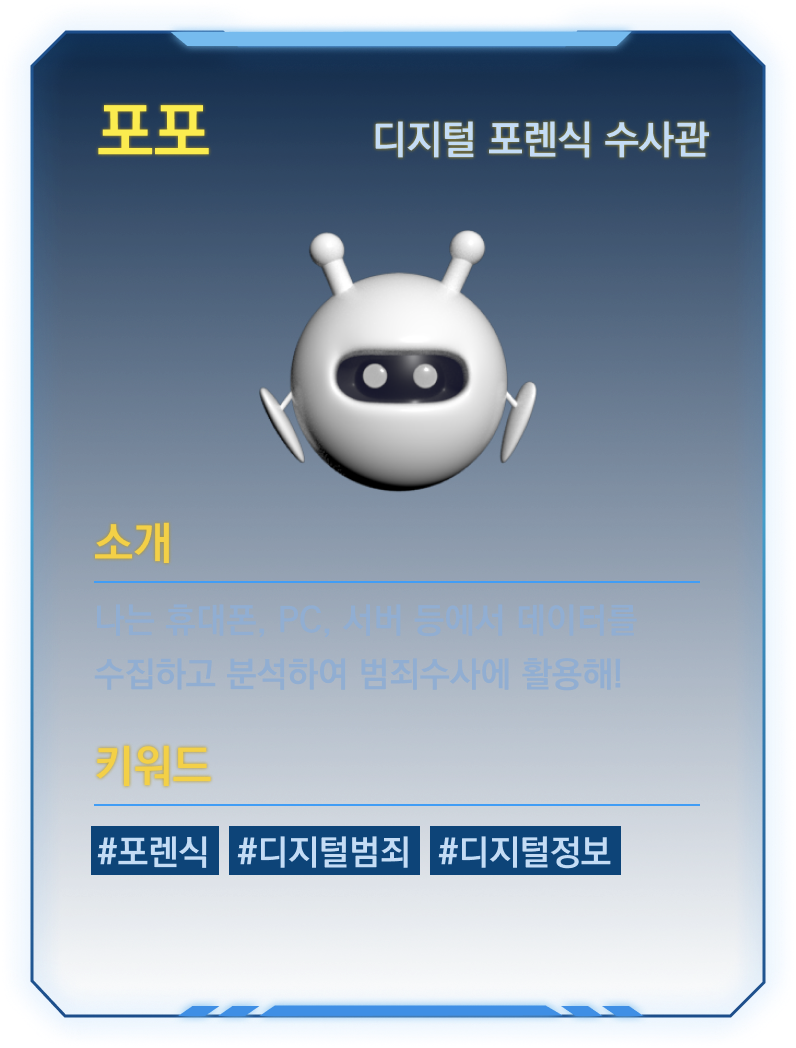 포포
디지털 포렌식 수사관
소개
나는 휴대폰, PC, 서버 등에서 데이터를
수집하고 분석하여 범죄수사에 활용해!
키워드
#포렌식 #디지털범죄 #디지털정보